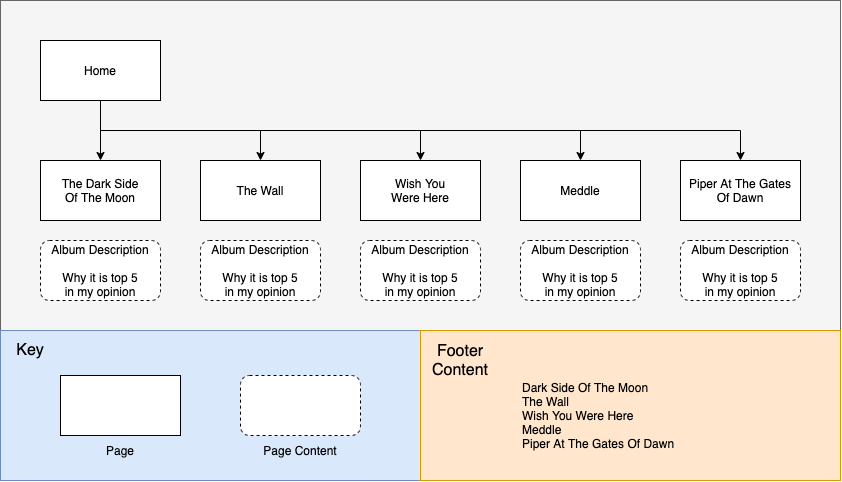 Home
The Dark Side
Of The Moon
The Wall
Wish You
Were Here
Meddle
Piper At The Gates
Of Dawn
Album Description
Why it is top 5
in my opinion
Album Description
Why it is top 5
in my opinion
Album Description
Why it is top 5
in my opinion
Album Description
Why it is top 5
in my opinion
Album Description
Why it is top 5
in my opinion
Key
Page
Page Content
Footer
Content
Dark Side Of The Moon
The Wall
Wish You Were Here
Meddle
Piper At The Gates Of Dawn